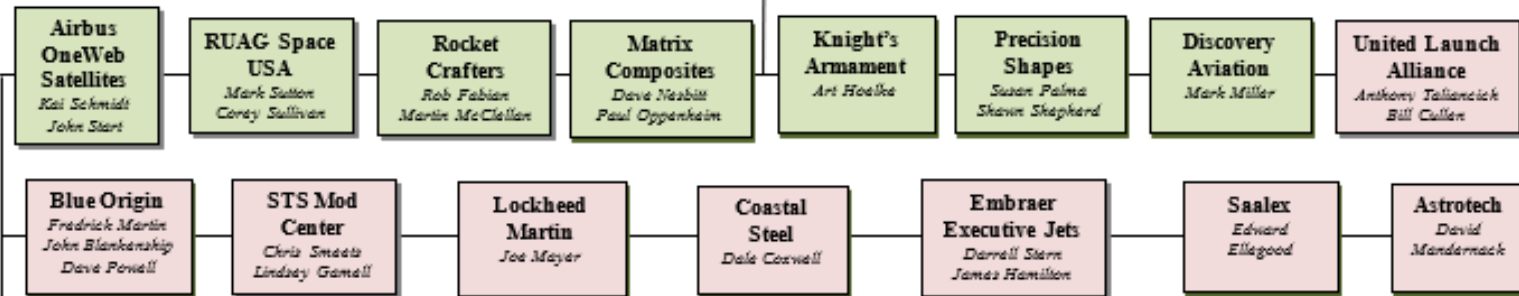 Airbus
OneWeb
Satellites
Kai Schmidt
John Start
RUAG Space
USA
Mark Sutton
Corey Sullivan
Rocket
Crafters
Rob Fabian
Martin McClellan
Matrix
Composites
Dave Nesbitt
Paul Oppenheim
Knight's
Armament
Art Hoelke
Precision
Shapes
Susan Palma
Shawn Shepherd
Discovery
Aviation
Mark Miller
United Launch
Alliance
Anthony Taliancich
Bill Cullen
Blue Origin
Fredrick Martin
John Blankenship
Dave Powell
STS Mod
Center
Chris Smeets
Lindsey Gamell
Lockheed
Martin
Joe Mayer
Coastal
Steel
Dale Coxwell
Embraer
Executive Jets
Darrell Stern
James Hamilton
Saalex
Edward
Ellegood
Astrotech
David
Mandernack